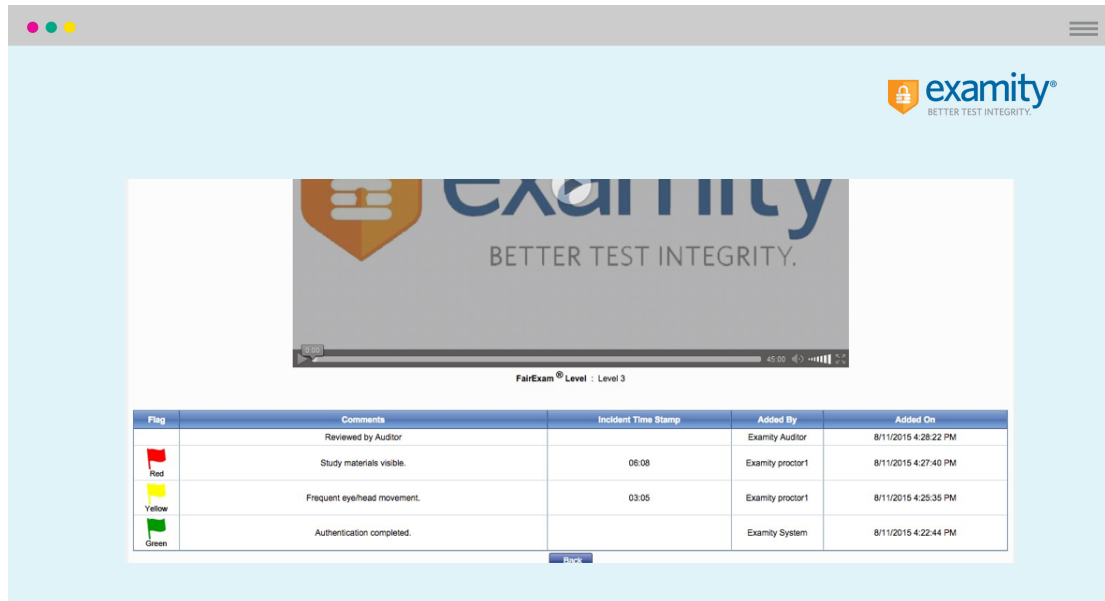 examity®
BETTER TEST INTEGRITY.
examity
BETTER TEST INTEGRITY.
0:00
45:00
FairExam ® Level : Level 3
Flag Comments Incident Time Stamp Added By Added On
Reviewed by Auditor Examity Auditor 8/11/2015 4:28:22 PM
Red Study materials visible. 06:08 Examity proctor1 8/11/2015 4:27:40 PM
Yellow Frequent eye/head movement. 03:05 Examity proctor1 8/11/2015 4:25:35 PM
Green Authentication completed. Examity System 8/11/2015 4:22:44 PM
Back